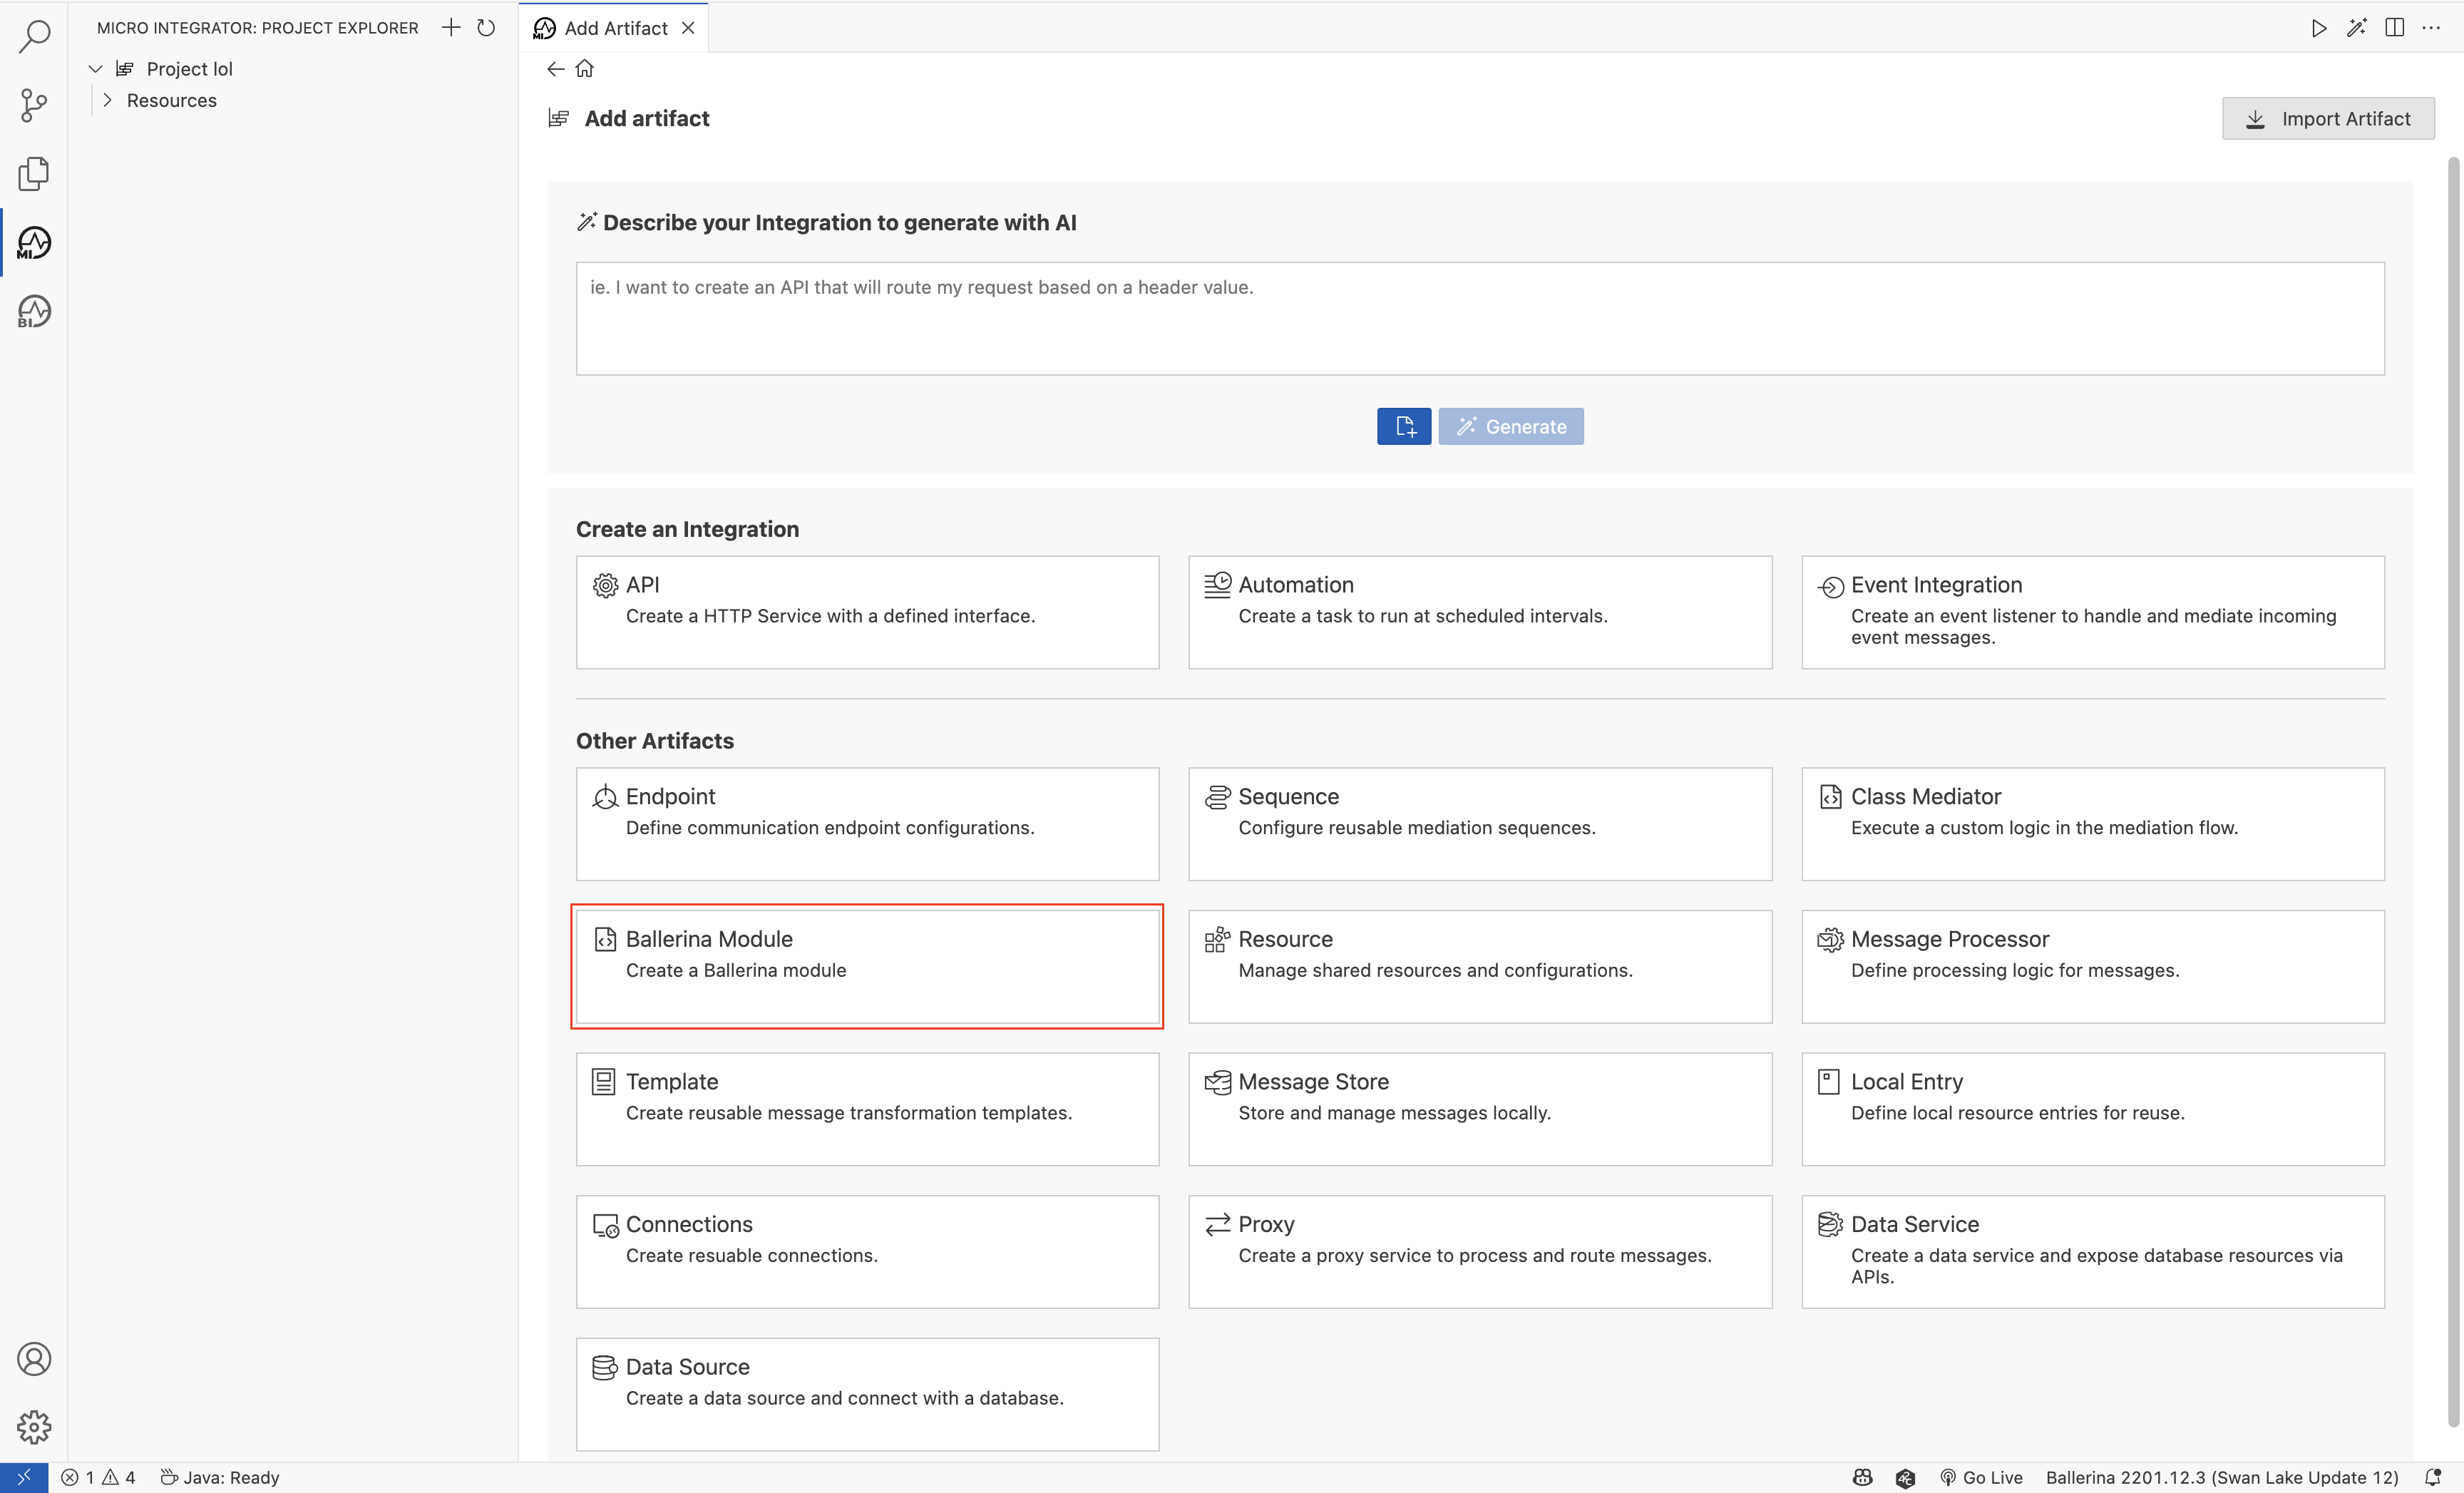 MICRO INTEGRATOR: PROJECT EXPLORER
Project lol
Resources
MI
BI
MI Add Artifact
Add artifact
Import Artifact
Describe your Integration to generate with AI
ie. I want to create an API that will route my request based on a header value.
Generate
Create an Integration
API
Create a HTTP Service with a defined interface.
Automation
Create a task to run at scheduled intervals.
Event Integration
Create an event listener to handle and mediate incoming
event messages.
Other Artifacts
Endpoint
Define communication endpoint configurations.
Sequence
Configure reusable mediation sequences.
Class Mediator
Execute a custom logic in the mediation flow.
Ballerina Module
Create a Ballerina module
Resource
Manage shared resources and configurations.
Message Processor
Define processing logic for messages.
Template
Create reusable message transformation templates.
Message Store
Store and manage messages locally.
Local Entry
Define local resource entries for reuse.
Connections
Create resuable connections.
Proxy
Create a proxy service to process and route messages.
Data Service
Create a data service and expose database resources via
APIs.
Data Source
Create a data source and connect with a database.
1 4 Java: Ready
Go Live Ballerina 2201.12.3 (Swan Lake Update 12)